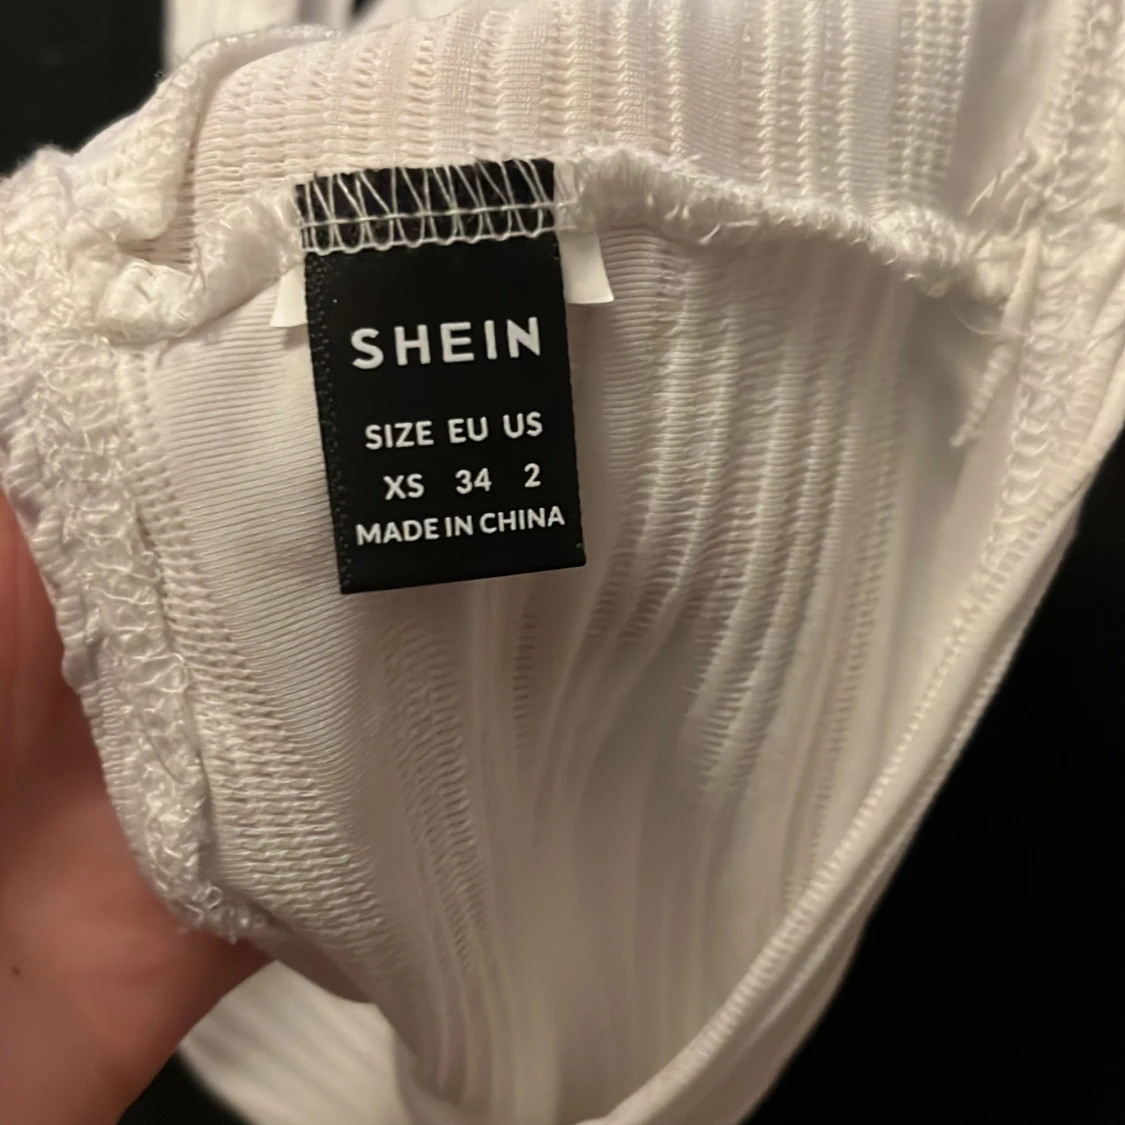 SHEIN
SIZE EU US
XS 34 2
MADE IN CHINA